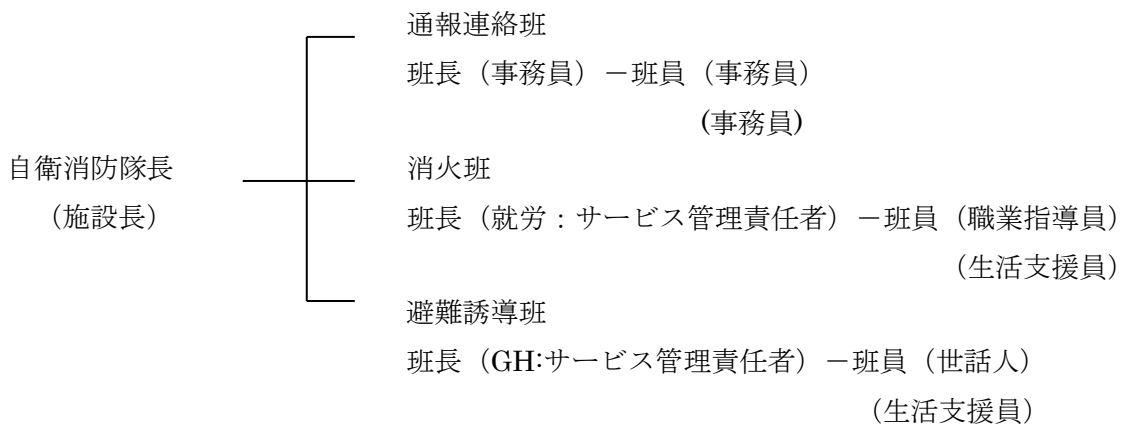 通報連絡班
班長（事務員）－班員（事務員）
(事務員)
自衛消防隊長
（施設長）
消火班
班長（就労：サービス管理責任者）－班員（職業指導員）
（生活支援員）
避難誘導班
班長（GH:サービス管理責任者）－班員（世話人）
（生活支援員）